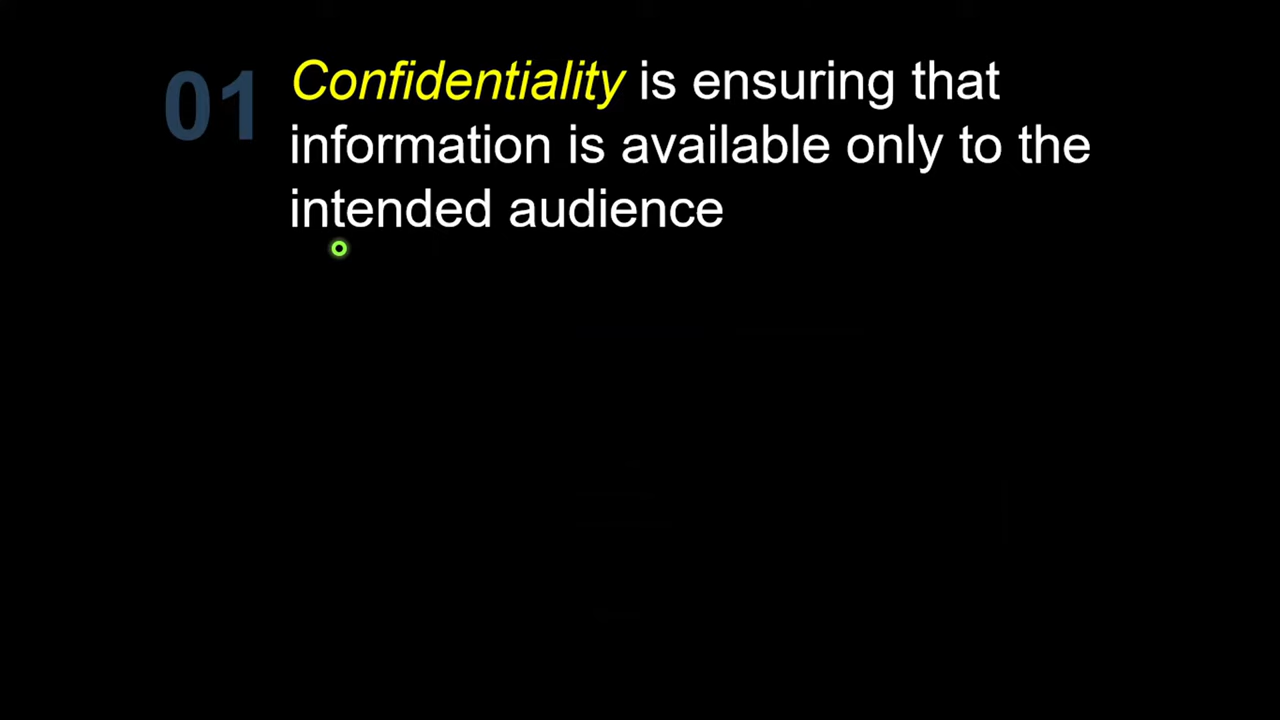 01 Confidentiality is ensuring that
information is available only to the
intended audience